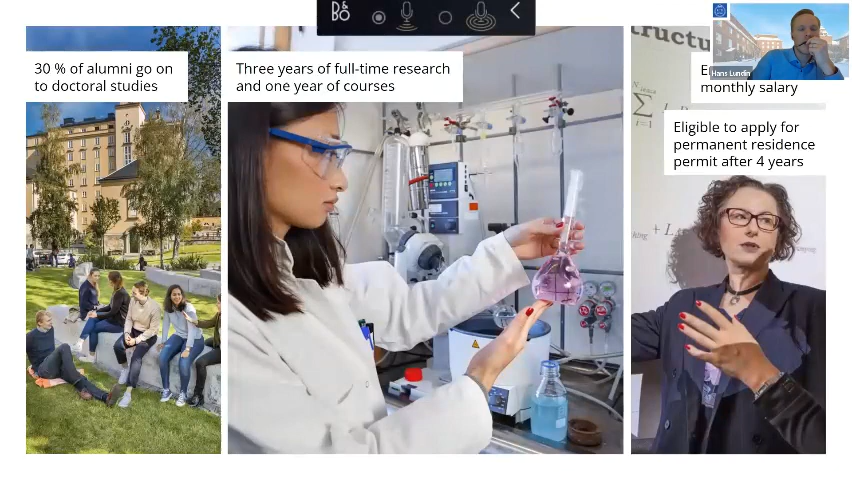 B&O
30 % of alumni go on
to doctoral studies
Three years of full-time research
and one year of courses
Hans Lundin
monthly salary
Eligible to apply for
permanent residence
permit after 4 years